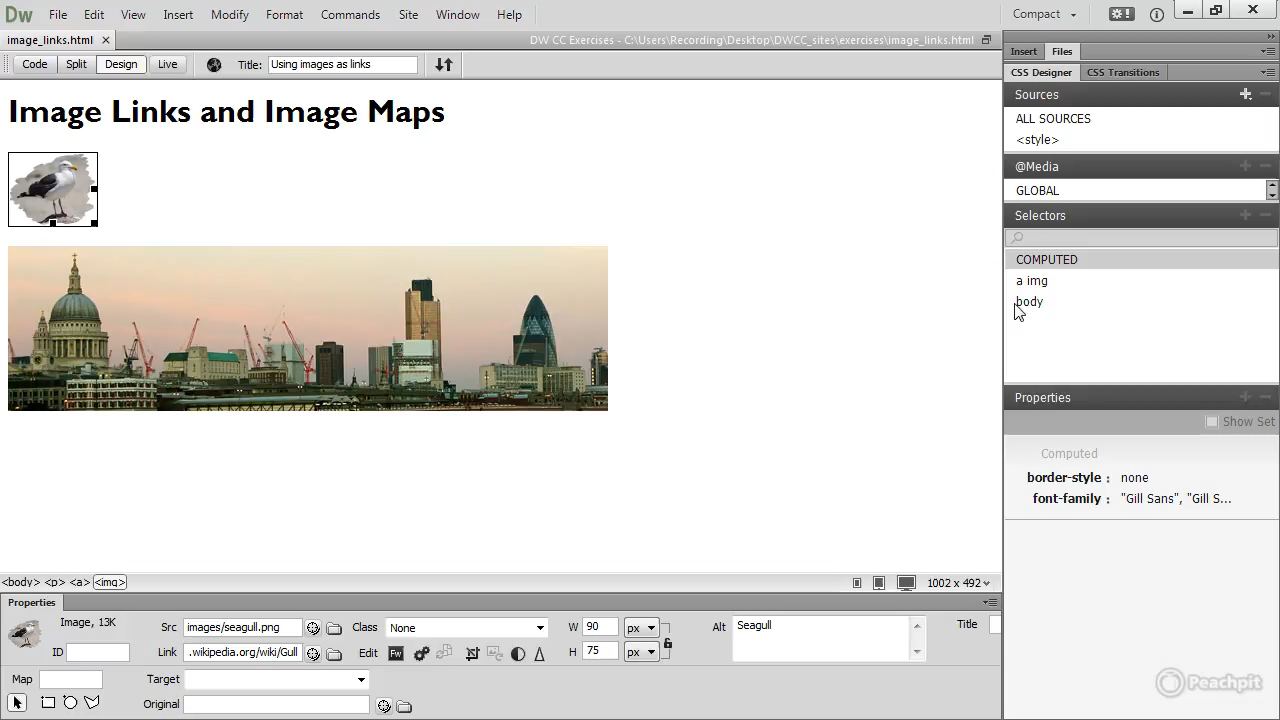 Dw File Edit View Insert Modify Format Commands Site Window Help Compact
image_links.html DW CC Exercises - C:\Users\Recording\Desktop\DWCC_sites\exercises\image_links.html
Code Split Design Live Title: Using images as links
Image Links and Image Maps
Insert Files
CSS Designer CSS Transitions
Sources
ALL SOURCES
<style>
@Media
GLOBAL
Selectors
COMPUTED
a img
body
Properties
Show Set
Computed
border-style : none
font-family : "Gill Sans", "Gill S...
<body> <p> <a> <img> 1002 x 492
Properties
Image, 13K Src images/seagull.png Class None W 90 px Alt Seagull Title
ID Link .wikipedia.org/wiki/Gull Edit Fw H 75 px
Map Target
Original
Peachpit